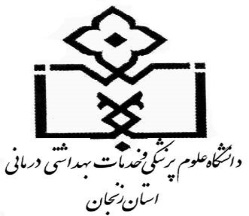 دانشگاه علوم پزشکی و خدمات بهداشتی درمانی
استان زنجان